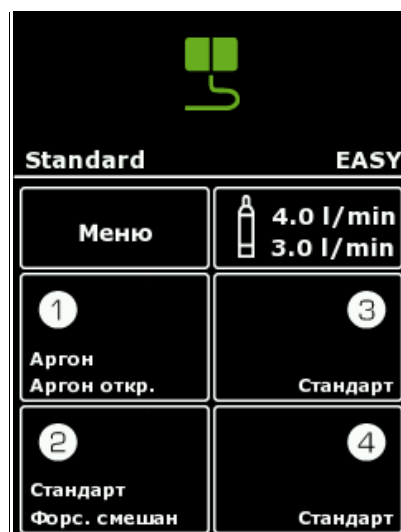 Standard EASY
Меню
4.0 l/min
3.0 l/min
1
3
Аргон
Аргон откр.
Стандарт
2
4
Стандарт
Форс. смешан
Стандарт